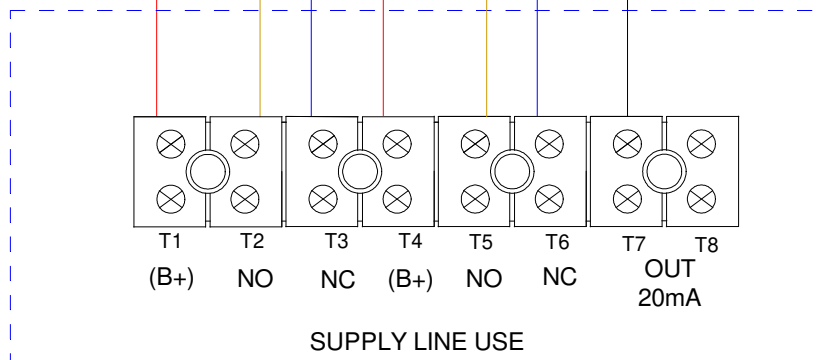 T1 T2 T3 T4 T5 T6 T7 T8
(B+) NO NC (B+) NO NC OUT
20mA
SUPPLY LINE USE